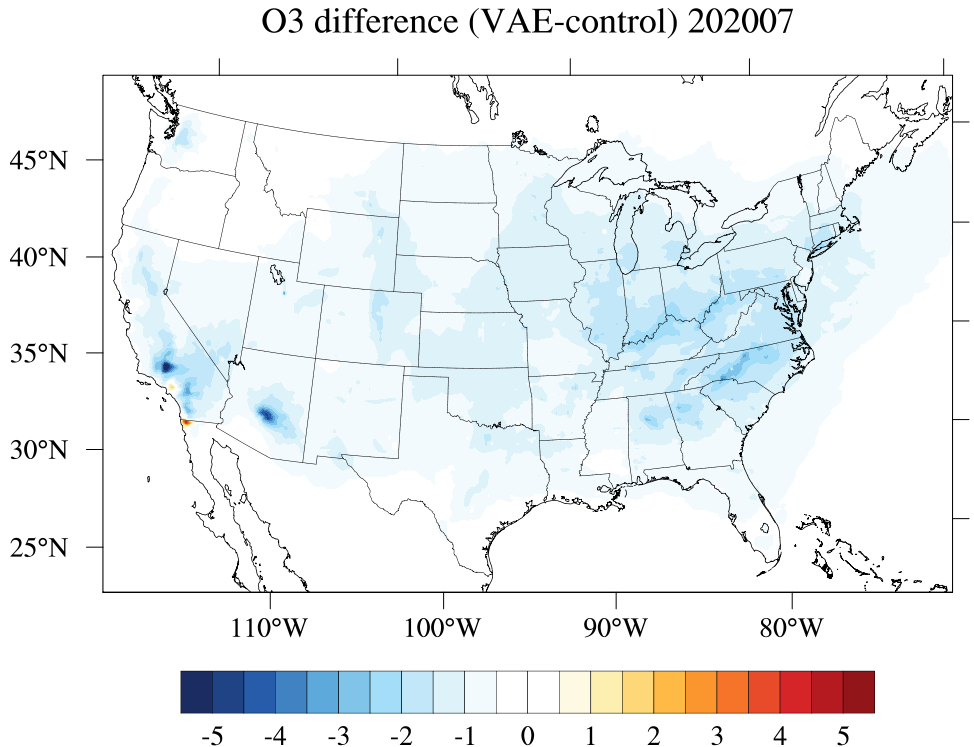 O3 difference (VAE-control) 202007
45°N
40°N
35°N
30°N
25°N
110°W 100°W 90°W 80°W
-5 -4 -3 -2 -1 0 1 2 3 4 5